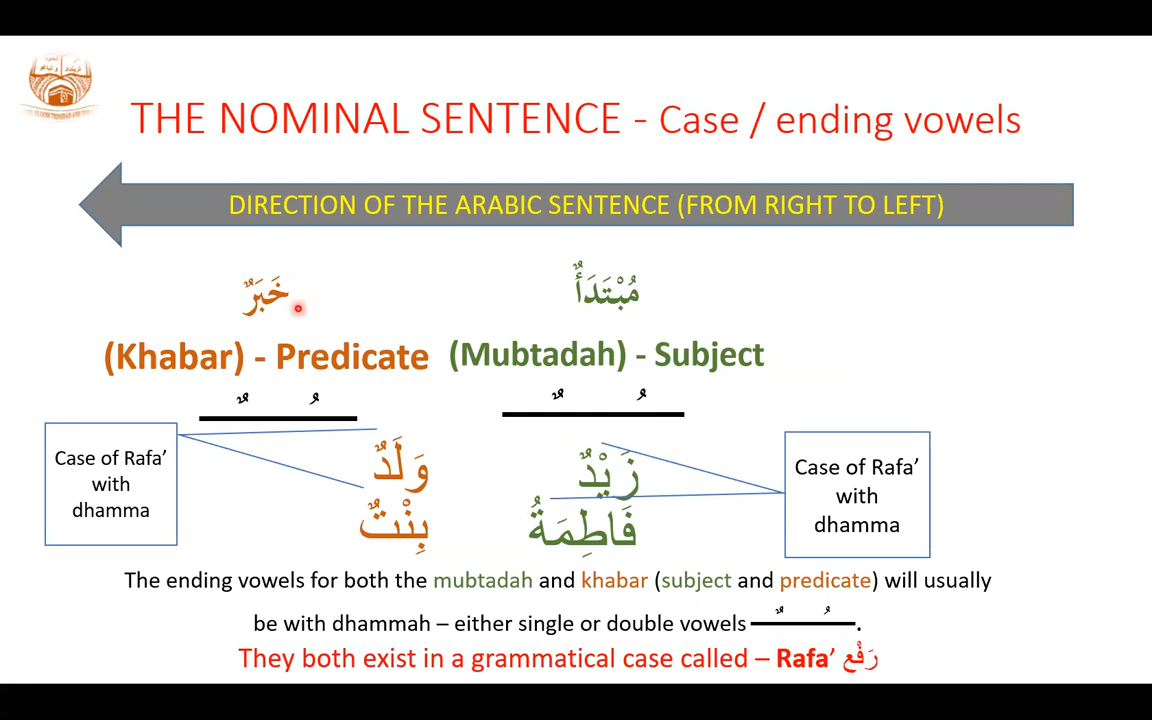 THE NOMINAL SENTENCE - Case / ending vowels
DIRECTION OF THE ARABIC SENTENCE (FROM RIGHT TO LEFT)
مُبْتَدَأٌ خَبَرٌ
(Khabar) - Predicate (Mubtadah) - Subject
Case of Rafa’
with
dhamma
زَيْدٌ وَلَدٌ
فَاطِمَةُ بِنْتٌ
Case of Rafa’
with
dhamma
The ending vowels for both the mubtadah and khabar (subject and predicate) will usually
be with dhammah – either single or double vowels ـٌ ـُ.
They both exist in a grammatical case called – Rafa’ رَفْع